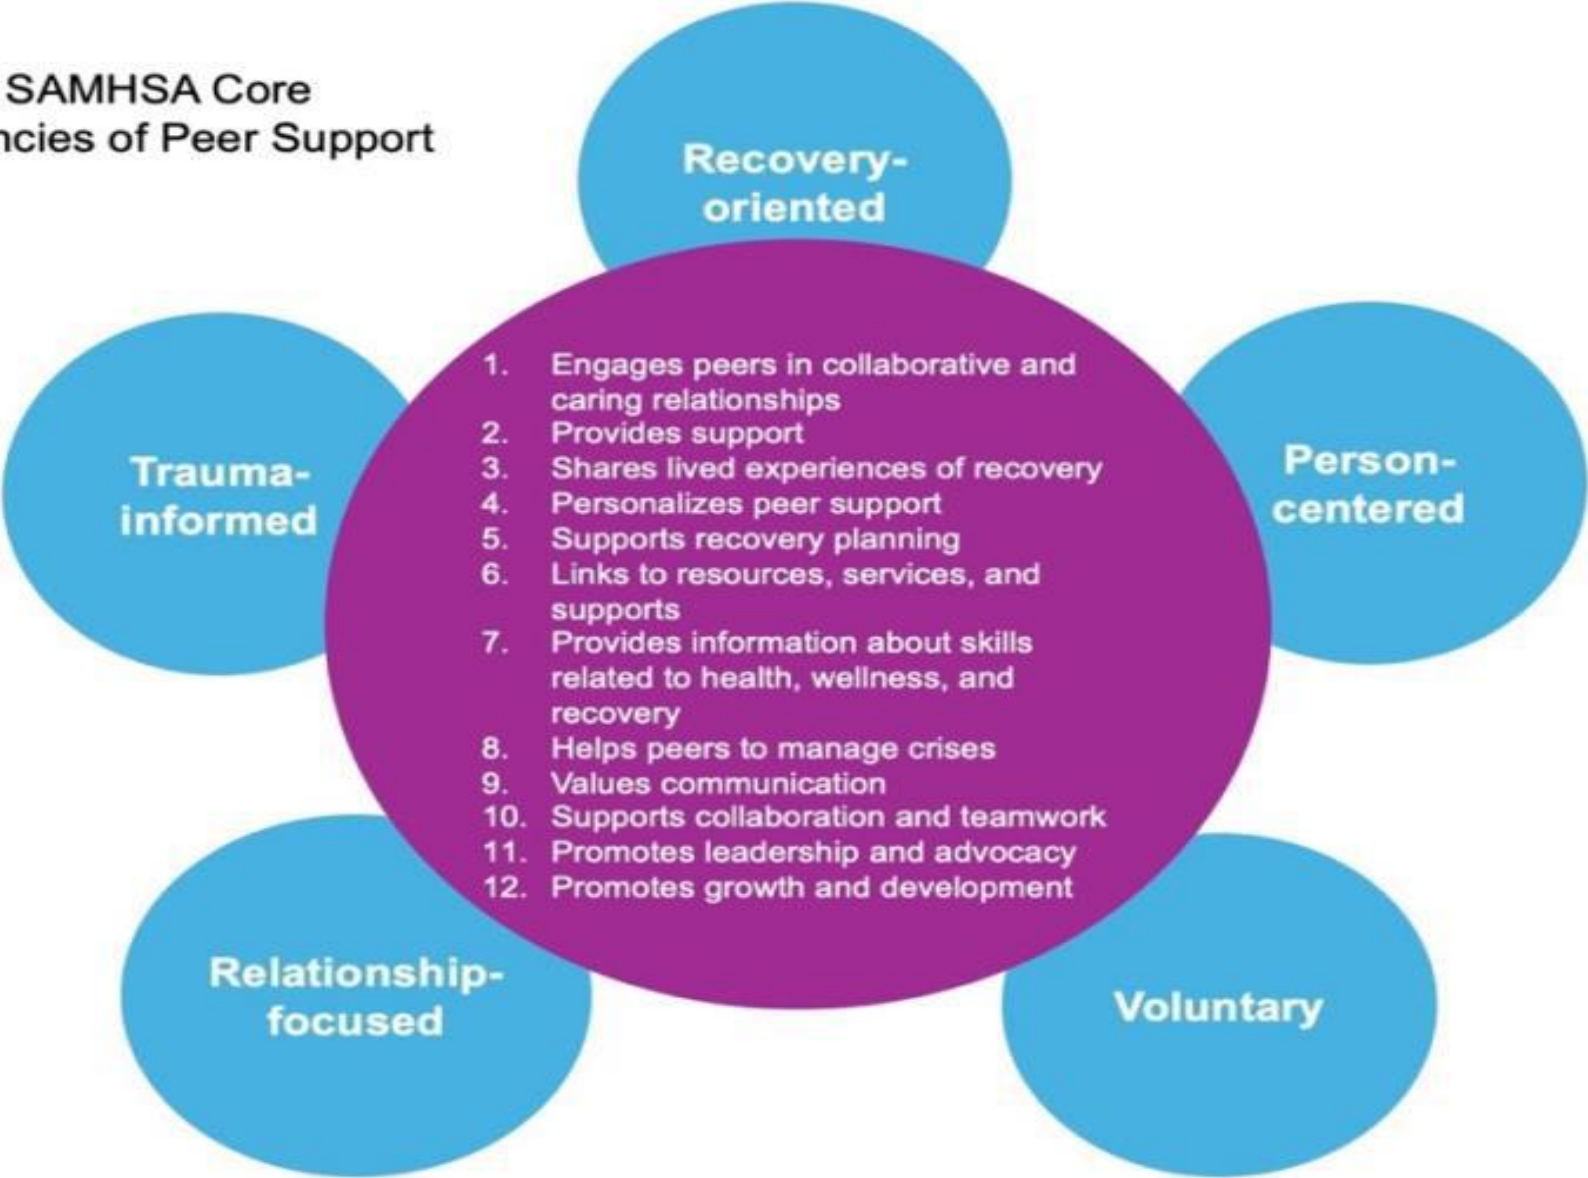 SAMHSA Core
ncies of Peer Support
Recovery-
oriented
Trauma-
informed
Person-
centered
1. Engages peers in collaborative and
caring relationships
2. Provides support
3. Shares lived experiences of recovery
4. Personalizes peer support
5. Supports recovery planning
6. Links to resources, services, and
supports
7. Provides information about skills
related to health, wellness, and
recovery
8. Helps peers to manage crises
9. Values communication
10. Supports collaboration and teamwork
11. Promotes leadership and advocacy
12. Promotes growth and development
Relationship-
focused
Voluntary